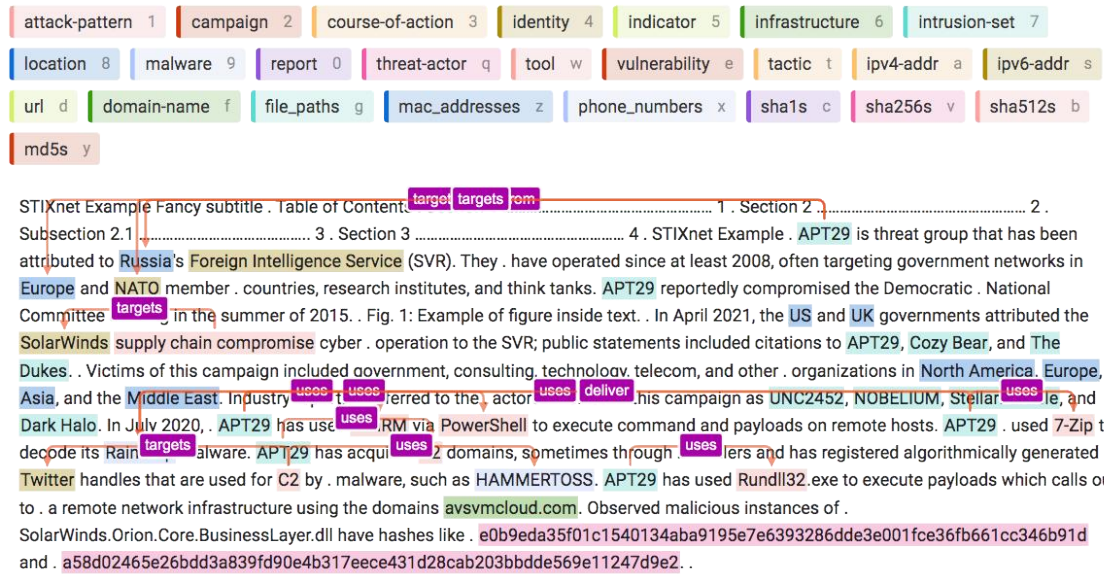 attack-pattern 1 campaign 2 course-of-action 3 identity 4 indicator 5 infrastructure 6 intrusion-set 7
location 8 malware 9 report 0 threat-actor q tool w vulnerability e tactic t ipv4-addr a ipv6-addr s
url d domain-name f file_paths g mac_addresses z phone_numbers x sha1s c sha256s v sha512s b
md5s y
targets targets rom
STIXnet Example Fancy subtitle . Table of Contents ........ 1 . Section 2 ........ 2 .
Subsection 2.1 ........ 3 . Section 3 ........ 4 . STIXnet Example . APT29 is threat group that has been
attributed to Russia's Foreign Intelligence Service (SVR). They . have operated since at least 2008, often targeting government networks in
Europe and NATO member . countries, research institutes, and think tanks. APT29 reportedly compromised the Democratic . National
targets
Committee in the summer of 2015. . Fig. 1: Example of figure inside text. . In April 2021, the US and UK governments attributed the
SolarWinds supply chain compromise cyber . operation to the SVR; public statements included citations to APT29, Cozy Bear, and The
Dukes. . Victims of this campaign included government, consulting, technology, telecom, and other . organizations in North America, Europe,
uses uses uses deliver uses
Asia, and the Middle East. Industry the actor this campaign as UNC2452, NOBELIUM, and
uses
Dark Halo. In July 2020, . APT29 has via PowerShell to execute command and payloads on remote hosts. APT29 . used 7-Zip
targets uses uses
decode its APT29 has domains, sometimes through and has registered algorithmically generated
Twitter handles that are used for C2 by . malware, such as HAMMERTOSS. APT29 has used Rundll32.exe to execute payloads which calls
to . a remote network infrastructure using the domains avsvmcloud.com. Observed malicious instances of .
SolarWinds.Orion.Core.BusinessLayer.dll have hashes like . e0b9eda35f01c1540134aba9195e7e6393286dde3e001fce36fb661cc346b91d
and . a58d02465e26bdd3a839fd90e4b317eece431d28cab203bbdde569e11247d9e2. .